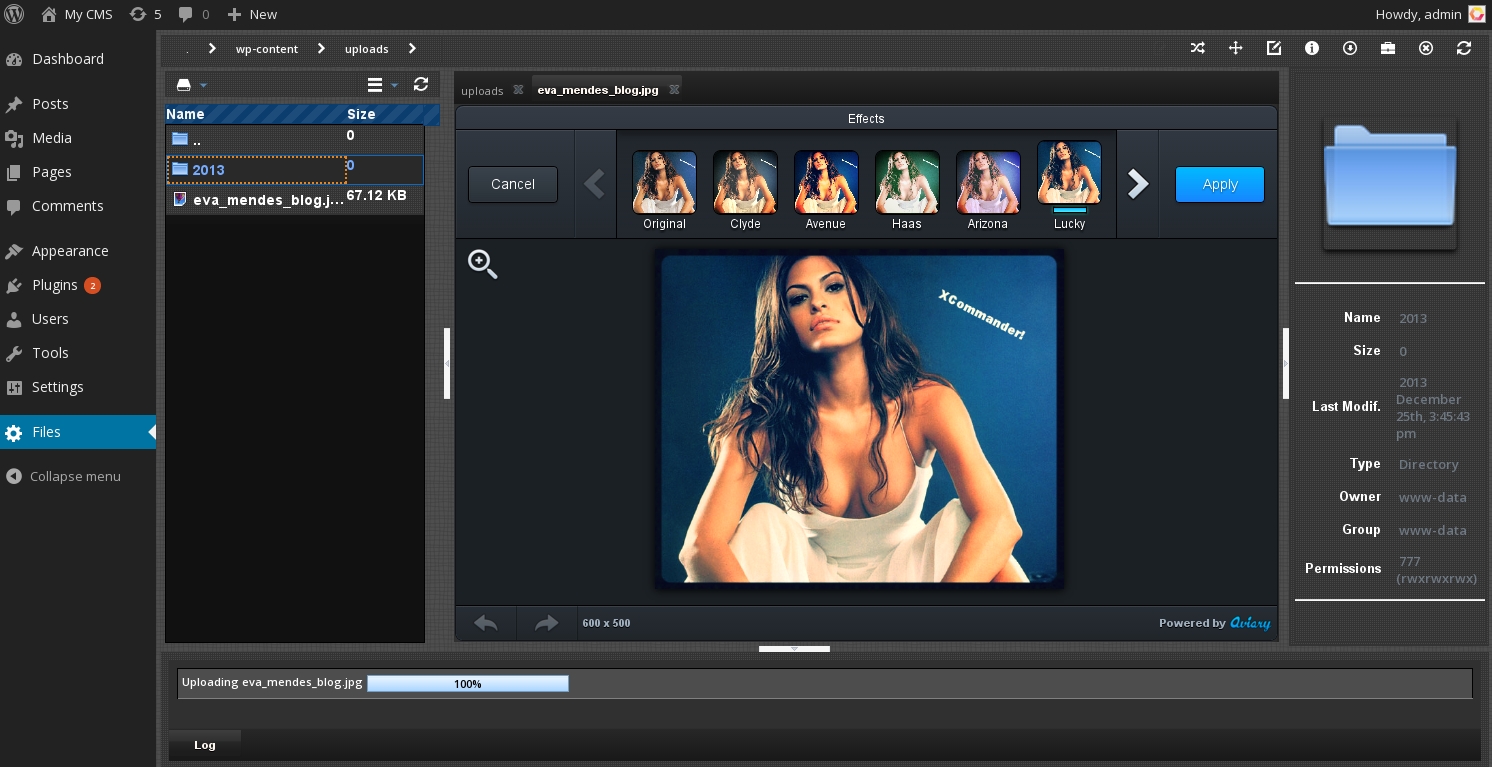 My CMS 5 0 New Howdy, admin
Dashboard
Posts
Media
Pages
Comments
Appearance
Plugins 2
Users
Tools
Settings
Files
Collapse menu
. wp-content uploads
Name Size
.. 0
2013 0
eva_mendes_blog.j... 67.12 KB
uploads eva_mendes_blog.jpg
Effects
Cancel
Original Clyde Avenue Haas Arizona Lucky
Apply
XCommander!
600 x 500 Powered by Aviary
Name 2013
Size 0
Last Modif. 2013
December
25th, 3:45:43
pm
Type Directory
Owner www-data
Group www-data
Permissions 777
(rwxrwxrwx)
Uploading eva_mendes_blog.jpg 100%
Log